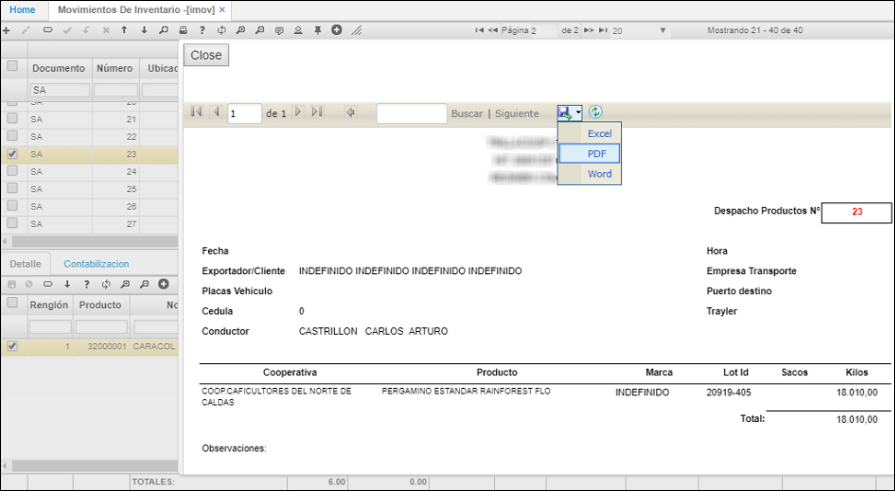 Home Movimientos De Inventario -[imov] ×
Página 2 de 2 20 Mostrando 21 - 40 de 40
Close
Documento Número Ubicac
SA
1 de 1 Buscar | Siguiente
SA 20
SA 21
SA 22
SA 23
SA 24
SA 25
SA 26
SA 27
Excel
PDF
Word
Despacho Productos Nº 23
Detalle Contabilizacion
Renglón Producto No
1 32000001 CARACOL
Fecha Hora
Exportador/Cliente INDEFINIDO INDEFINIDO INDEFINIDO INDEFINIDO Empresa Transporte
Placas Vehiculo Puerto destino
Cedula 0 Trayler
Conductor CASTRILLON CARLOS ARTURO
Cooperativa Producto Marca Lot Id Sacos Kilos
COOP.CAFICULTORES DEL NORTE DE CALDAS PERGAMINO ESTANDAR RAINFOREST FLO INDEFINIDO 20919-405 18.010,00
Total: 18.010,00
Observaciones:
TOTALES: 6.00 0.00